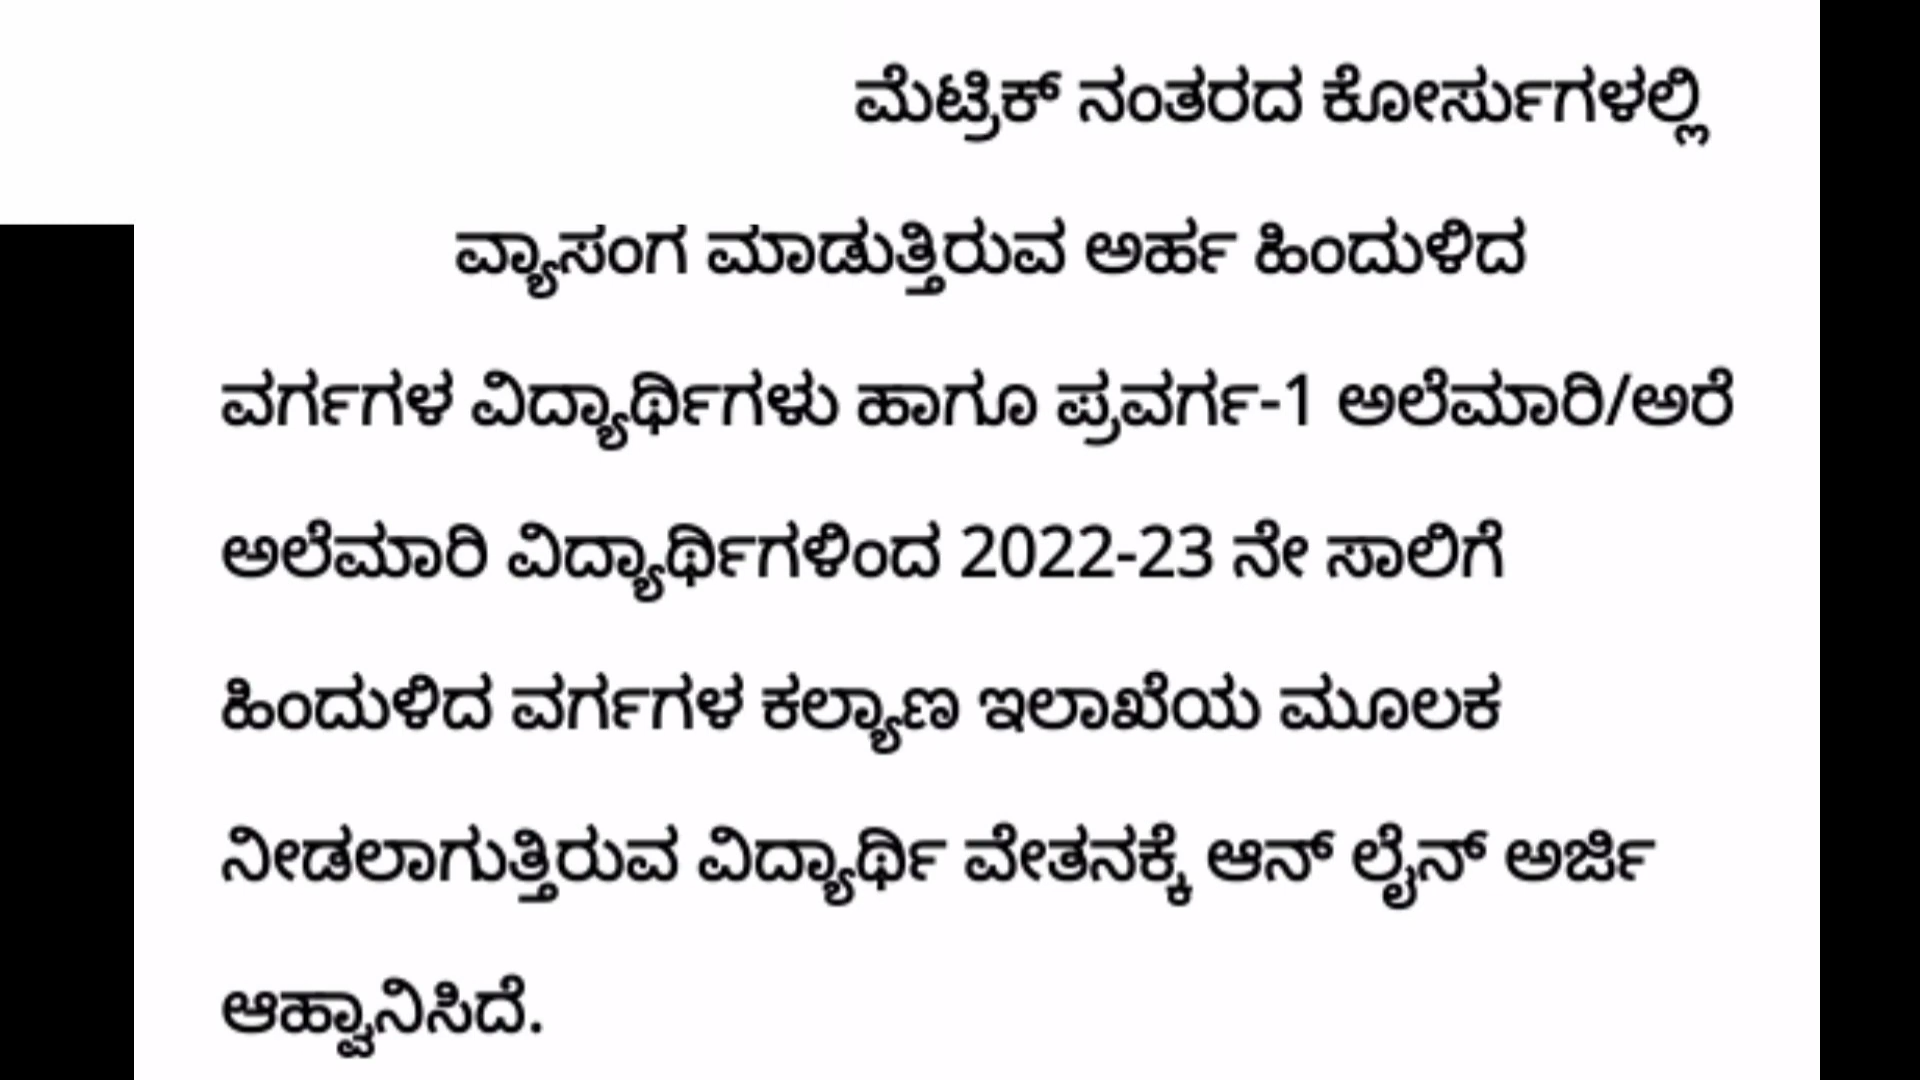 ಮೆಟ್ರಿಕ್ ನಂತರದ ಕೋರ್ಸುಗಳಲ್ಲಿ
ವ್ಯಾಸಂಗ ಮಾಡುತ್ತಿರುವ ಅರ್ಹ ಹಿಂದುಳಿದ
ವರ್ಗಗಳ ವಿದ್ಯಾರ್ಥಿಗಳು ಹಾಗೂ ಪ್ರವರ್ಗ-1 ಅಲೆಮಾರಿ/ಅರೆ
ಅಲೆಮಾರಿ ವಿದ್ಯಾರ್ಥಿಗಳಿಂದ 2022-23 ನೇ ಸಾಲಿಗೆ
ಹಿಂದುಳಿದ ವರ್ಗಗಳ ಕಲ್ಯಾಣ ಇಲಾಖೆಯ ಮೂಲಕ
ನೀಡಲಾಗುತ್ತಿರುವ ವಿದ್ಯಾರ್ಥಿ ವೇತನಕ್ಕೆ ಆನ್ ಲೈನ್ ಅರ್ಜಿ
ಆಹ್ವಾನಿಸಿದೆ.